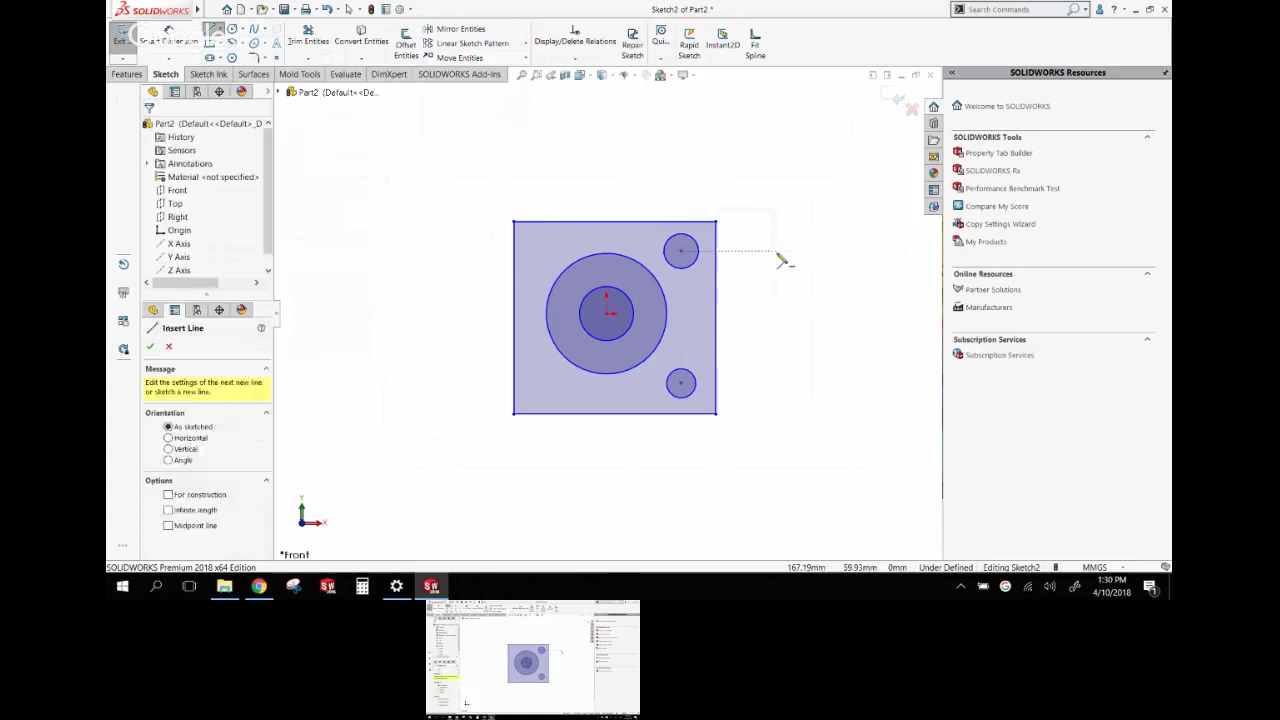 SOLIDWORKS
Sketch2 of Part2 *
Search Commands
Mirror Entities
Linear Sketch Pattern
Move Entities
Trim Entities
Convert Entities
Offset
Entities
Display/Delete Relations
Repair
Sketch
Qui...
Rapid
Sketch
Instant2D
Fit
Spline
Features
Sketch
Sketch Ink
Surfaces
Mold Tools
Evaluate
DimXpert
SOLIDWORKS Add-Ins
Part2 (Default<<De...
Part2 (Default<<Default>_D
History
Sensors
Annotations
Material <not specified>
Front
Top
Right
Origin
X Axis
Y Axis
Z Axis
Insert Line
Message
Edit the settings of the next new line
or sketch a new line.
Orientation
As sketched
Horizontal
Vertical
Angle
Options
For construction
Infinite length
Midpoint line
Y
X
*Front
SOLIDWORKS Resources
Welcome to SOLIDWORKS
SOLIDWORKS Tools
Property Tab Builder
SOLIDWORKS Rx
Performance Benchmark Test
Compare My Score
Copy Settings Wizard
My Products
Online Resources
Partner Solutions
Manufacturers
Subscription Services
Subscription Services
SOLIDWORKS Premium 2018 x64 Edition
167.19mm
59.93mm
0mm
Under Defined
Editing Sketch2
MMGS
1:30 PM
4/10/2018